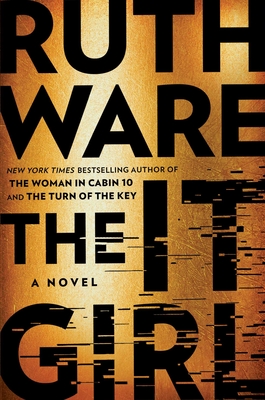 RUTH
WARE
NEW YORK TIMES BESTSELLING AUTHOR OF
THE WOMAN IN CABIN 10
AND THE TURN OF THE KEY
THE IT
A NOVEL
GIRL